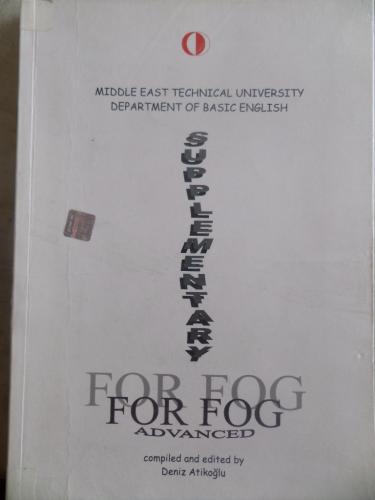 MIDDLE EAST TECHNICAL UNIVERSITY
DEPARTMENT OF BASIC ENGLISH
SUPPLEMENTARY
FOR FOG
FOR FOG
ADVANCED
compiled and edited by
Deniz Atikoğlu